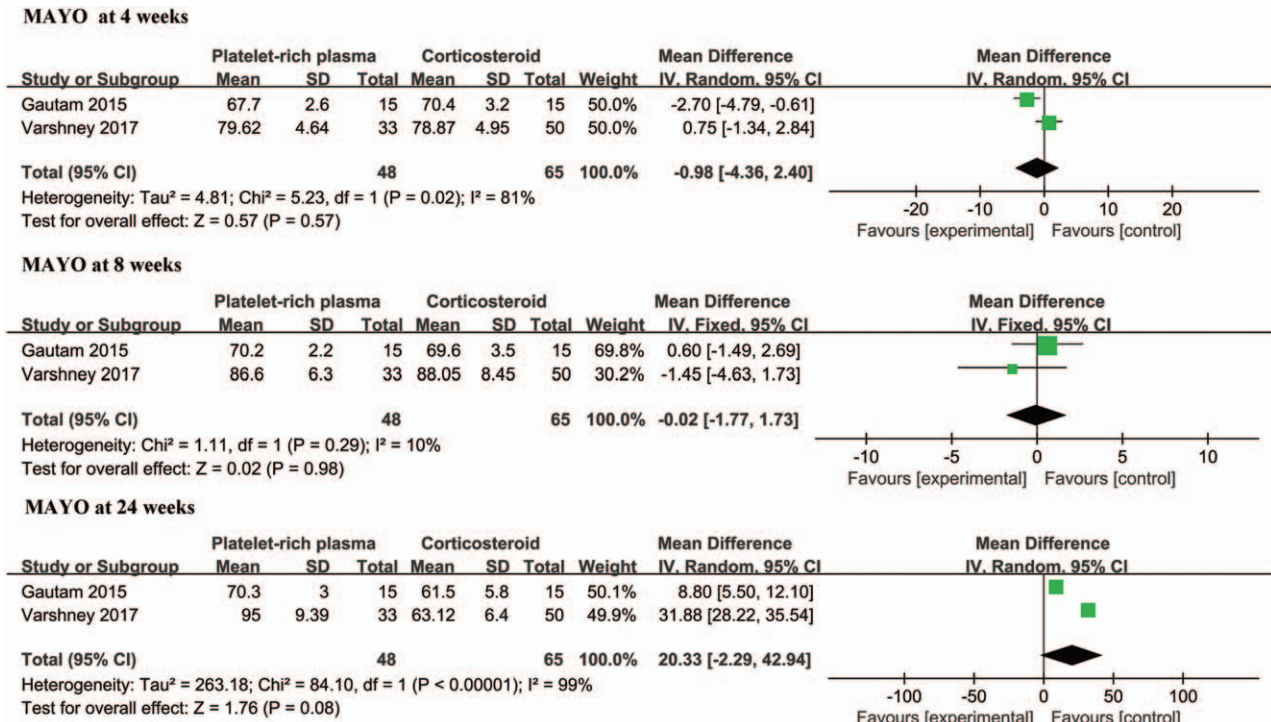 MAYO at 4 weeks
Platelet-rich plasma Corticosteroid Mean Difference Mean Difference
Study or Subgroup Mean SD Total Mean SD Total Weight IV, Random, 95% CI IV, Random, 95% CI
Gautam 2015 67.7 2.6 15 70.4 3.2 15 50.0% -2.70 [-4.79, -0.61]
Varshney 2017 79.62 4.64 33 78.87 4.95 50 50.0% 0.75 [-1.34, 2.84]
Total (95% CI) 48 65 100.0% -0.98 [-4.36, 2.40]
Heterogeneity: Tau² = 4.81; Chi² = 5.23, df = 1 (P = 0.02); I² = 81%
Test for overall effect: Z = 0.57 (P = 0.57)
-20 -10 0 10 20
Favours [experimental] Favours [control]
MAYO at 8 weeks
Platelet-rich plasma Corticosteroid Mean Difference Mean Difference
Study or Subgroup Mean SD Total Mean SD Total Weight IV, Fixed, 95% CI IV, Fixed, 95% CI
Gautam 2015 70.2 2.2 15 69.6 3.5 15 69.8% 0.60 [-1.49, 2.69]
Varshney 2017 86.6 6.3 33 88.05 8.45 50 30.2% -1.45 [-4.63, 1.73]
Total (95% CI) 48 65 100.0% -0.02 [-1.77, 1.73]
Heterogeneity: Chi² = 1.11, df = 1 (P = 0.29); I² = 10%
Test for overall effect: Z = 0.02 (P = 0.98)
-10 -5 0 5 10
Favours [experimental] Favours [control]
MAYO at 24 weeks
Platelet-rich plasma Corticosteroid Mean Difference Mean Difference
Study or Subgroup Mean SD Total Mean SD Total Weight IV, Random, 95% CI IV, Random, 95% CI
Gautam 2015 70.3 3 15 61.5 5.8 15 50.1% 8.80 [5.50, 12.10]
Varshney 2017 95 9.39 33 63.12 6.4 50 49.9% 31.88 [28.22, 35.54]
Total (95% CI) 48 65 100.0% 20.33 [-2.29, 42.94]
Heterogeneity: Tau² = 263.18; Chi² = 84.10, df = 1 (P < 0.00001); I² = 99%
Test for overall effect: Z = 1.76 (P = 0.08)
-100 -50 0 50 100
Favours [experimental] Favours [control]